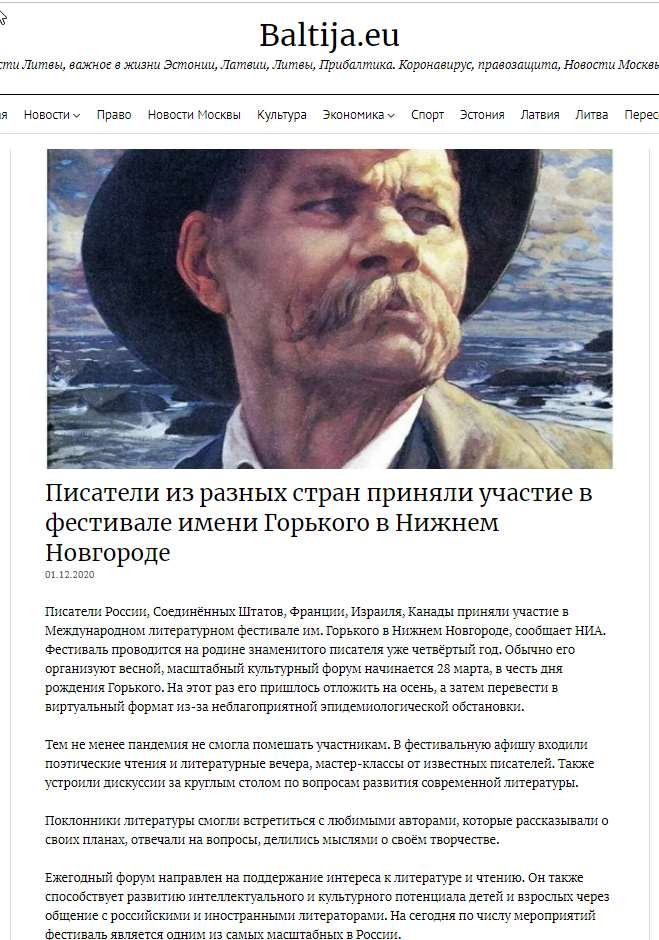 Baltija.eu
сти Литвы, важное в жизни Эстонии, Латвии, Литвы, Прибалтика. Коронавирус, правозащита, Новости Москвы
я Новости Право Новости Москвы Культура Экономика Спорт Эстония Латвия Литва Перес
Писатели из разных стран приняли участие в
фестивале имени Горького в Нижнем
Новгороде
01.12.2020
Писатели России, Соединённых Штатов, Франции, Израиля, Канады приняли участие в
Международном литературном фестивале им. Горького в Нижнем Новгороде, сообщает НИА.
Фестиваль проводится на родине знаменитого писателя уже четвёртый год. Обычно его
организуют весной, масштабный культурный форум начинается 28 марта, в честь дня
рождения Горького. На этот раз его пришлось отложить на осень, а затем перевести в
виртуальный формат из-за неблагоприятной эпидемиологической обстановки.
Тем не менее пандемия не смогла помешать участникам. В фестивальную афишу входили
поэтические чтения и литературные вечера, мастер-классы от известных писателей. Также
устроили дискуссии за круглым столом по вопросам развития современной литературы.
Поклонники литературы смогли встретиться с любимыми авторами, которые рассказывали о
своих планах, отвечали на вопросы, делились мыслями о своём творчестве.
Ежегодный форум направлен на поддержание интереса к литературе и чтению. Он также
способствует развитию интеллектуального и культурного потенциала детей и взрослых через
общение с российскими и иностранными литераторами. На сегодня по числу мероприятий
фестиваль является одним из самых масштабных в России.